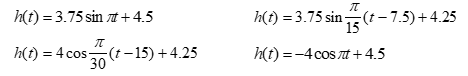 h(t) = 3.75 sin πt + 4.5
h(t) = 3.75 sin π/15 (t − 7.5) + 4.25
h(t) = 4 cos π/30 (t − 15) + 4.25
h(t) = −4 cos πt + 4.5